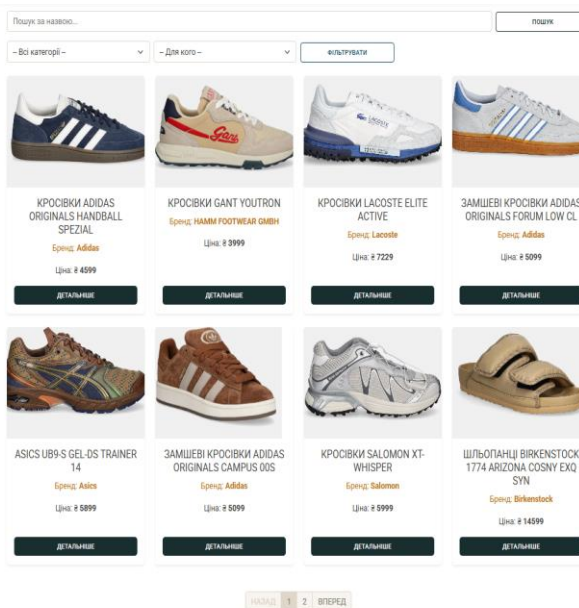 Пошук за назвою...
ПОШУК
-- Всі категорії --
-- Для кого --
ФІЛЬТРУВАТИ
КРОСІВКИ ADIDAS
ORIGINALS HANDBALL
SPEZIAL
Бренд: Adidas
Ціна: ₴ 4599
ДЕТАЛЬНІШЕ
Gant
КРОСІВКИ GANT YOUTRON
Бренд: HAMM FOOTWEAR GMBH
Ціна: ₴ 3999
ДЕТАЛЬНІШЕ
LACOSTE
КРОСІВКИ LACOSTE ELITE
ACTIVE
Бренд: Lacoste
Ціна: ₴ 7229
ДЕТАЛЬНІШЕ
ЗАМШЕВІ КРОСІВКИ ADIDAS
ORIGINALS FORUM LOW CL
Бренд: Adidas
Ціна: ₴ 5099
ДЕТАЛЬНІШЕ
ASICS UB9-S GEL-DS TRAINER
14
Бренд: Asics
Ціна: ₴ 5899
ДЕТАЛЬНІШЕ
ЗАМШЕВІ КРОСІВКИ ADIDAS
ORIGINALS CAMPUS 00S
Бренд: Adidas
Ціна: ₴ 5099
ДЕТАЛЬНІШЕ
КРОСІВКИ SALOMON XT-
WHISPER
Бренд: Salomon
Ціна: ₴ 5999
ДЕТАЛЬНІШЕ
ШЛЬОПАНЦІ BIRKENSTOCK
1774 ARIZONA COSNY EXQ
SYN
Бренд: Birkenstock
Ціна: ₴ 14599
ДЕТАЛЬНІШЕ
НАЗАД 1 2 ВПЕРЕД